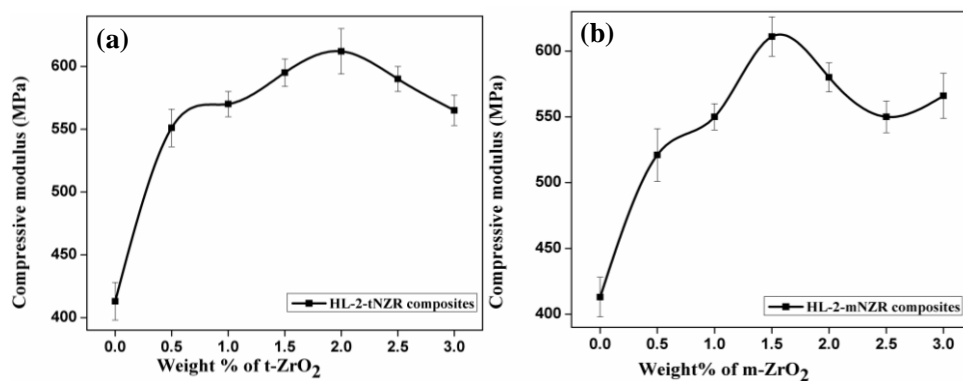 (a)
Compressive modulus (MPa)
600
550
500
450
400
HL-2-tNZR composites
0.0 0.5 1.0 1.5 2.0 2.5 3.0
Weight % of t-ZrO₂
(b)
Compressive modulus (MPa)
600
550
500
450
400
HL-2-mNZR composites
0.0 0.5 1.0 1.5 2.0 2.5 3.0
Weight% of m-ZrO₂